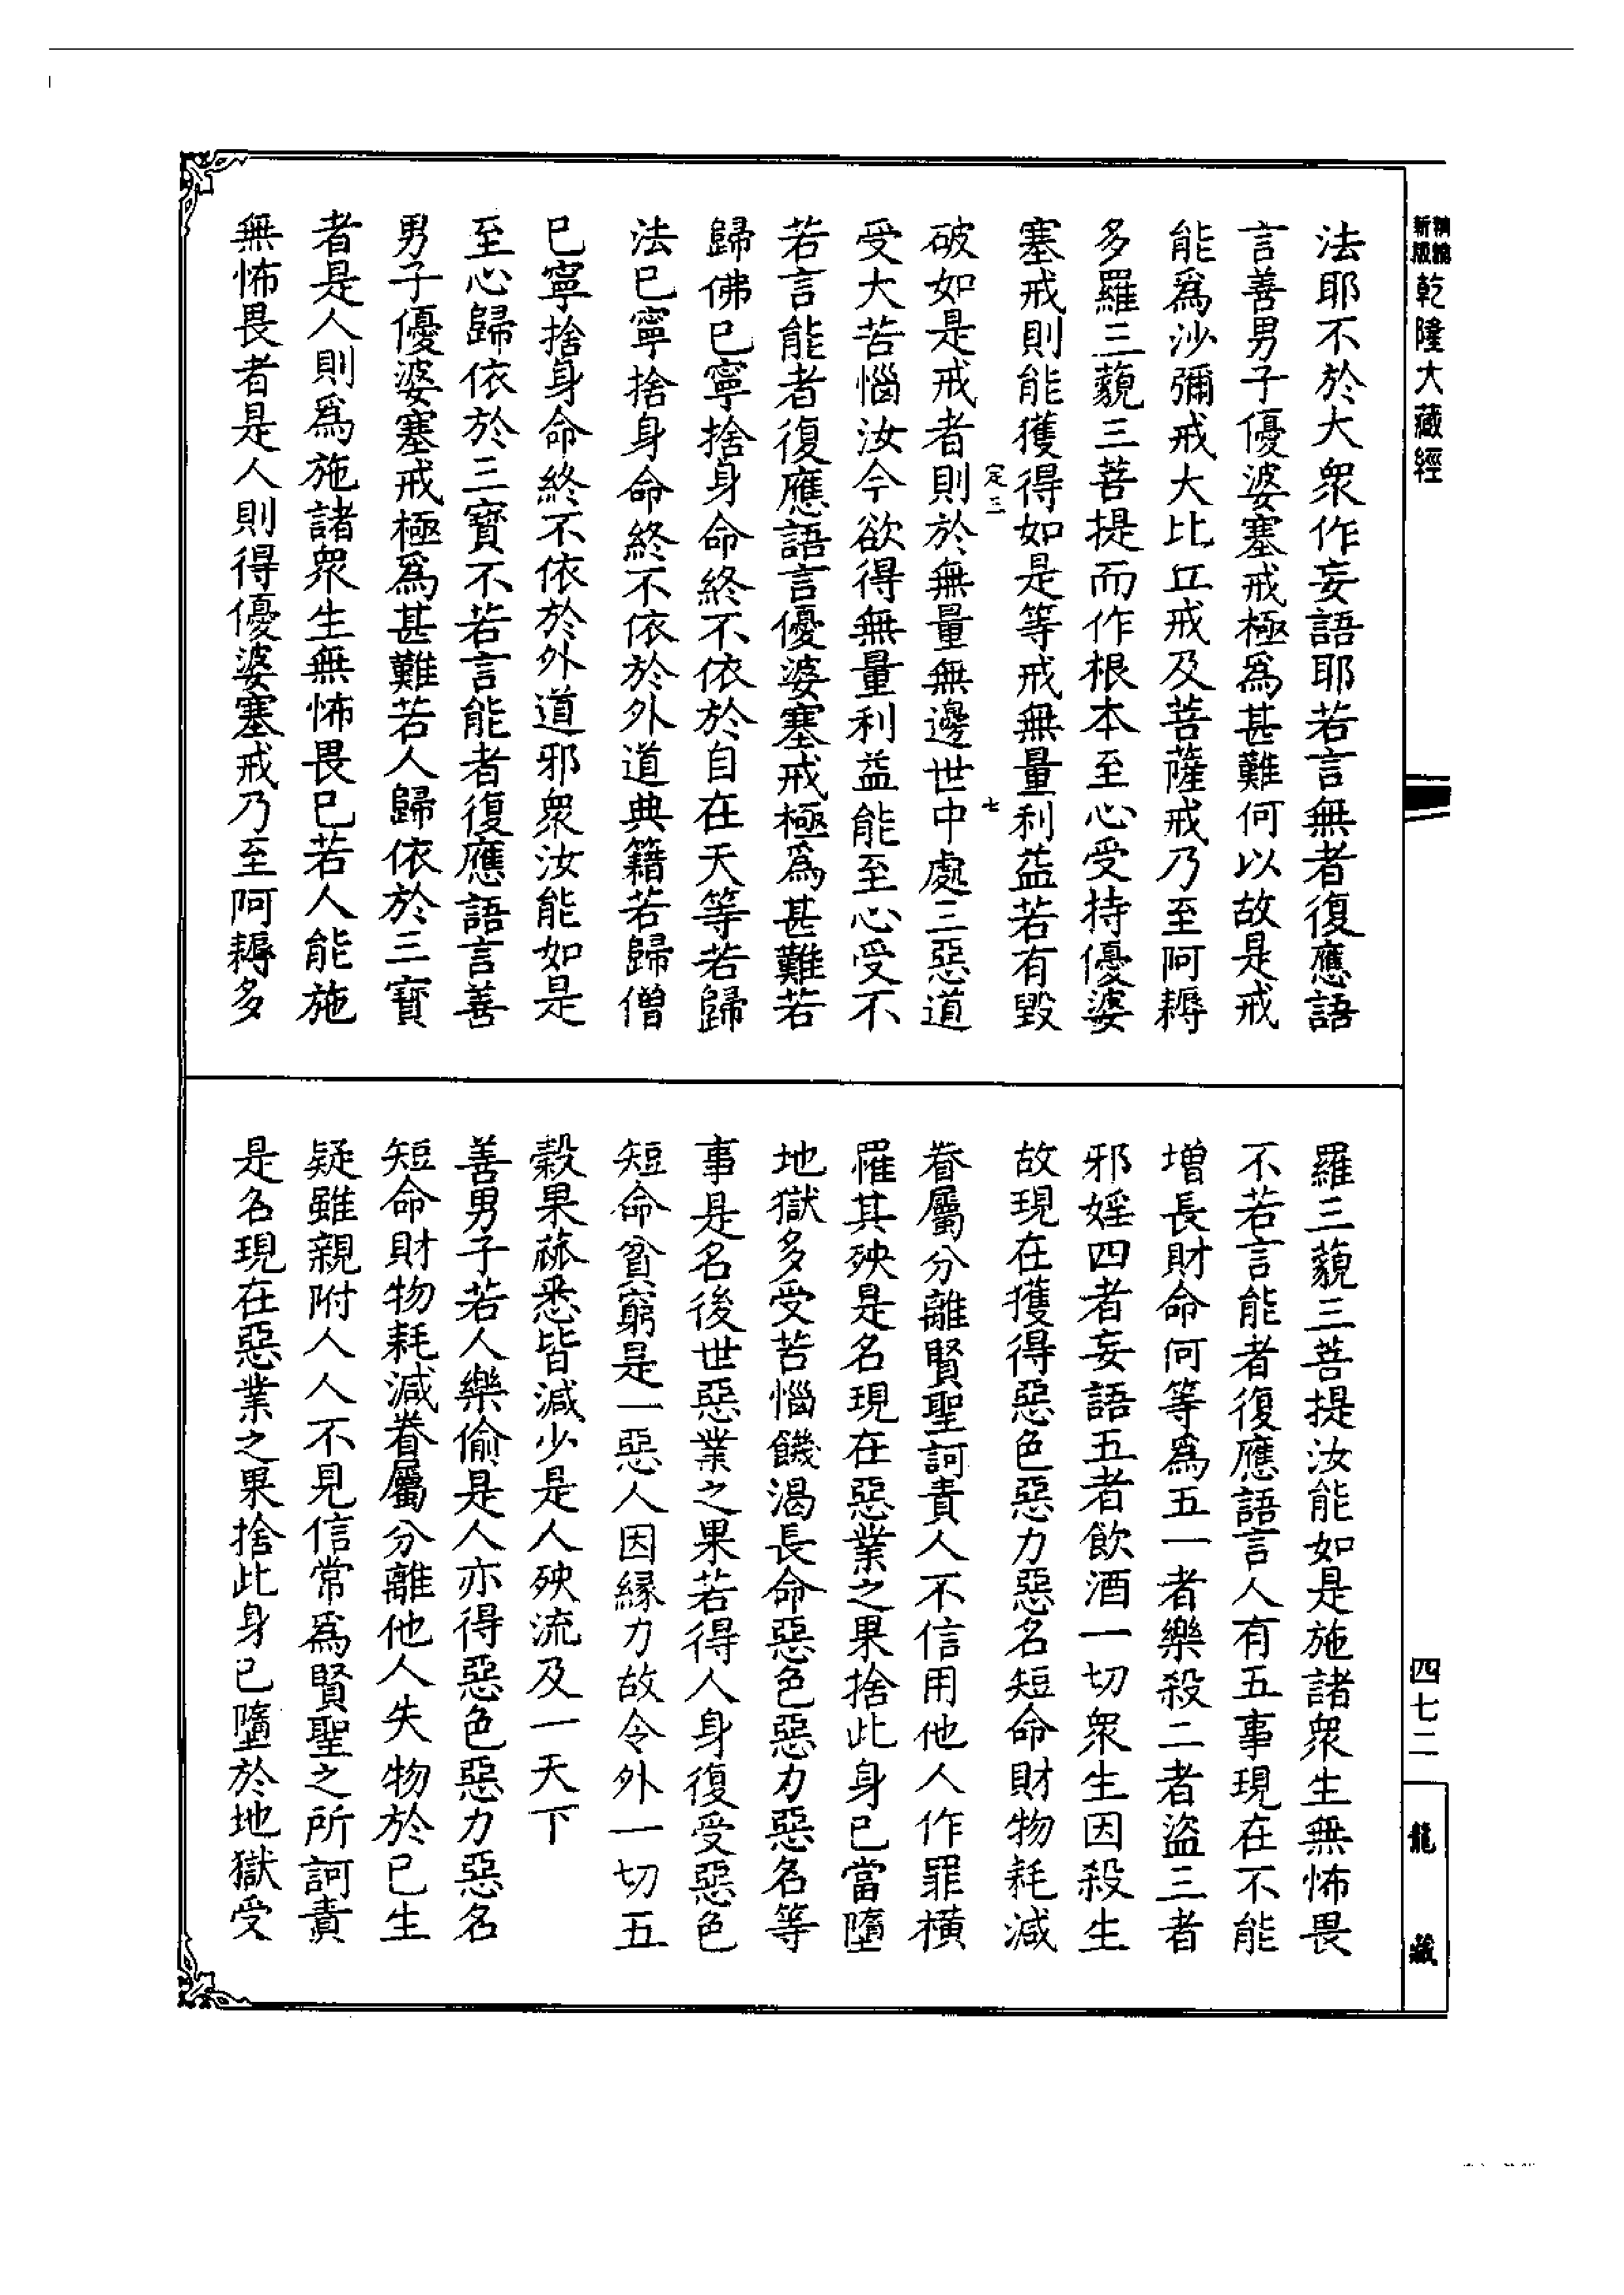 新編縮版乾隆大藏經
法耶不於大衆作妄語耶若言無者復應語
言善男子優婆塞戒極爲甚難何以故是戒
能爲沙彌戒大比丘戒及菩薩戒乃至阿耨
多羅三藐三菩提而作根本至心受持優婆
塞戒則能獲得如是等戒無量利益若有毀
定三 七
破如是戒者則於無量無邊世中處三惡道
受大苦惱汝今欲得無量利益能至心受不
若言能者復應語言優婆塞戒極爲甚難若
歸佛已寧捨身命終不依於自在天等若歸
法已寧捨身命終不依於外道典籍若歸僧
已寧捨身命終不依於外道邪衆汝能如是
至心歸依於三寶不若言能者復應語言善
男子優婆塞戒極爲甚難若人歸依於三寶
者是人則爲施諸衆生無怖畏已若人能施
無怖畏者是人則得優婆塞戒乃至阿耨多
羅三藐三菩提汝能如是施諸衆生無怖畏
不若言能者復應語言人有五事現在不能
增長財命何等爲五一者樂殺二者盜三者
邪婬四者妄語五者飲酒一切衆生因殺生
故現在獲得惡色惡力惡名短命財物耗減
眷屬分離賢聖訶責人不信用他人作罪橫
罹其殃是名現在惡業之果捨此身已當墮
地獄多受苦惱饑渴長命惡色惡力惡名等
事是名後世惡業之果若得人身復受惡色
短命貧窮是一惡人因緣力故令外一切五
穀果蓏悉皆減少是人殃流及一天下
善男子若人樂偷是人亦得惡色惡力惡名
短命財物耗減眷屬分離他人失物於已生
疑雖親附人人不見信常爲賢聖之所訶責
是名現在惡業之果捨此身已墮於地獄受
四七二
龍藏